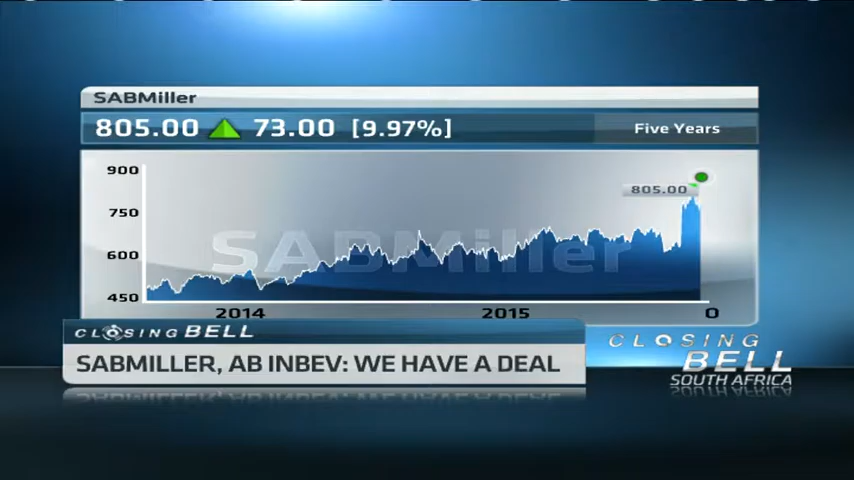 SABMiller
805.00 73.00 [9.97%] Five Years
900
750
600
450
805.00
SABMiller
2014 2015 O
CLOSING BELL
SABMILLER, AB INBEV: WE HAVE A DEAL
CLOSING
BELL
SOUTH AFRICA